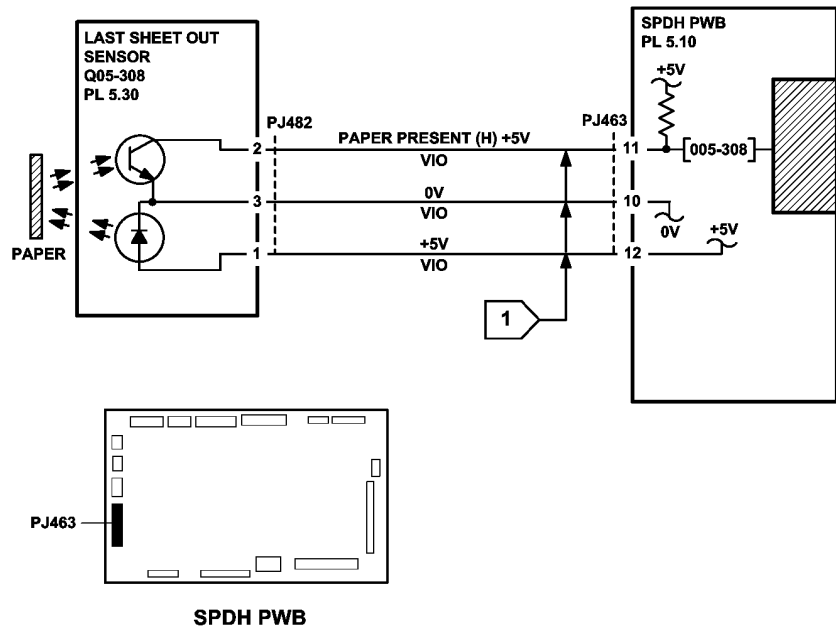 LAST SHEET OUT
SENSOR
Q05-308
PL 5.30
SPDH PWB
PL 5.10
+5V
PJ482
PJ463
2
PAPER PRESENT (H) +5V
VIO
11
005-308
3
0V
VIO
10
0V
+5V
PAPER
1
+5V
VIO
12
1
PJ463
SPDH PWB